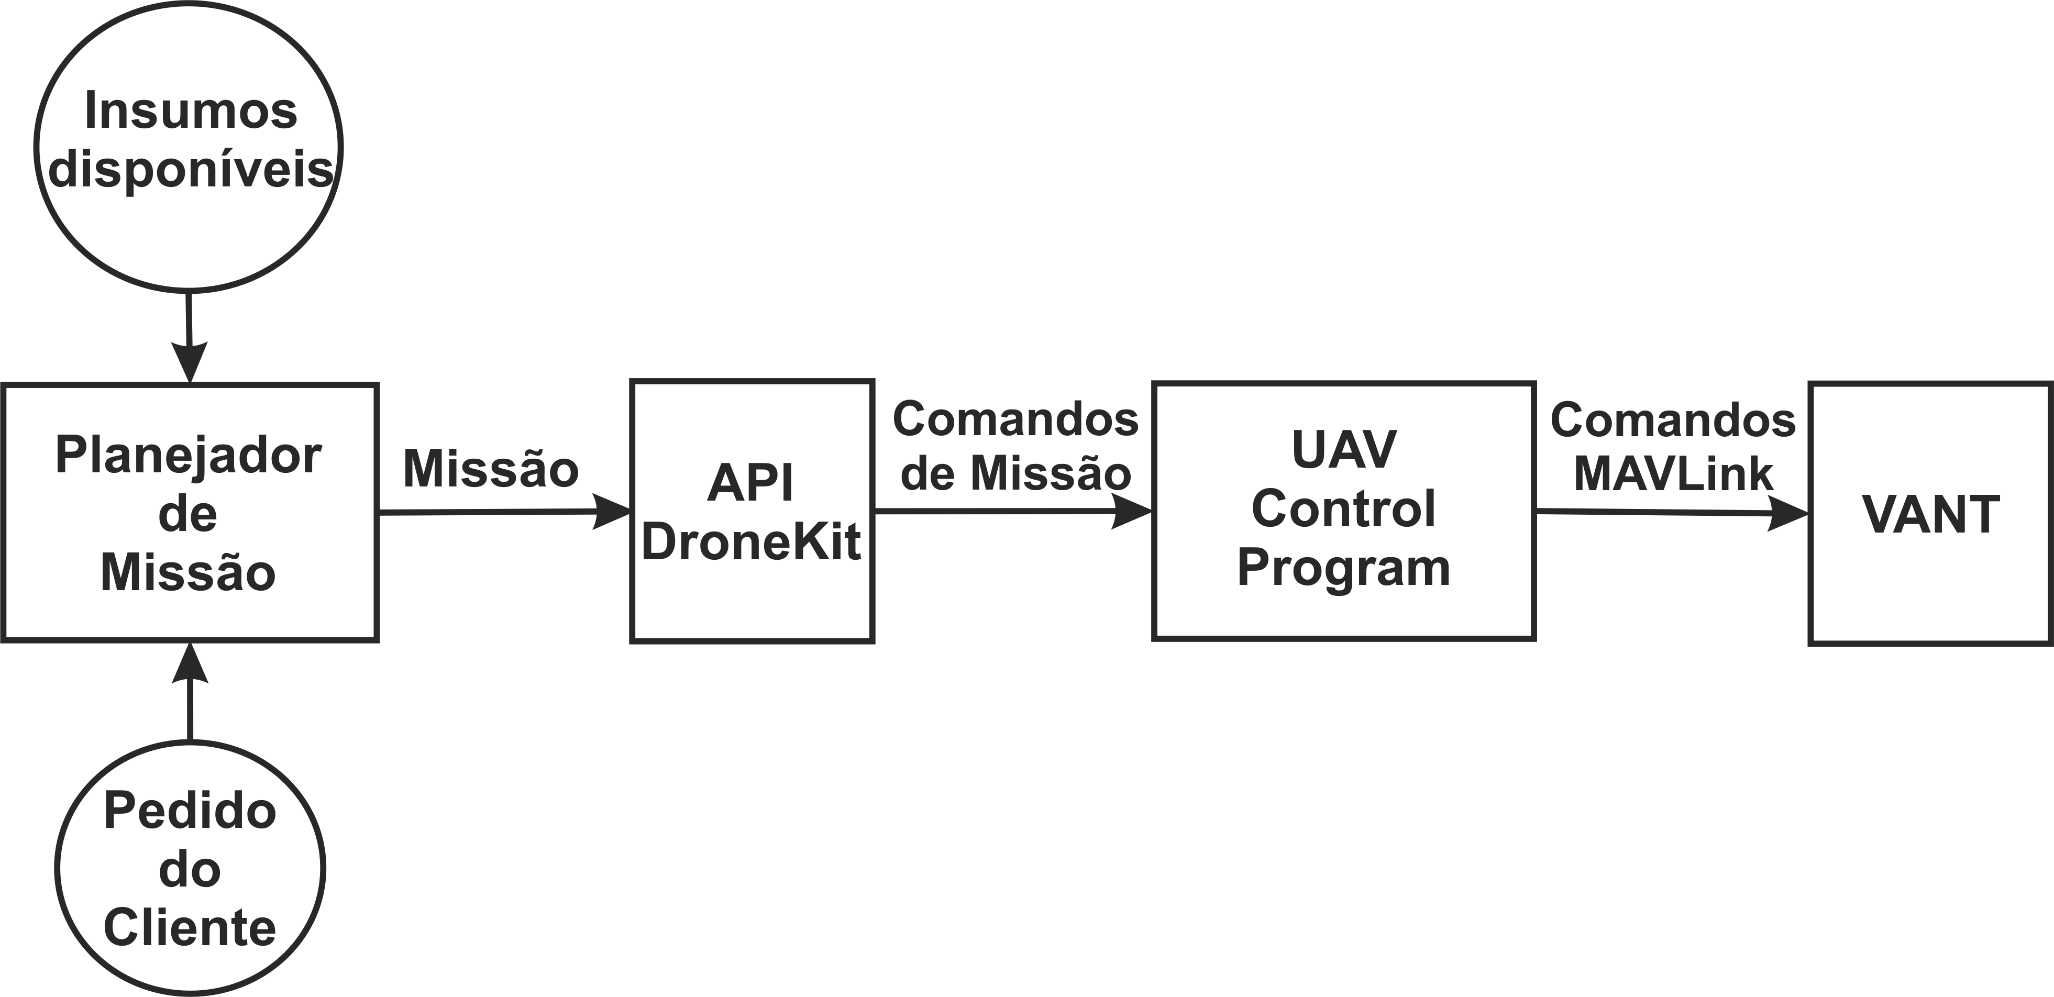 Insumos
disponíveis
Planejador
de
Missão
Missão
API
DroneKit
Comandos
de Missão
UAV
Control
Program
Comandos
MAVLink
VANT
Pedido
do
Cliente